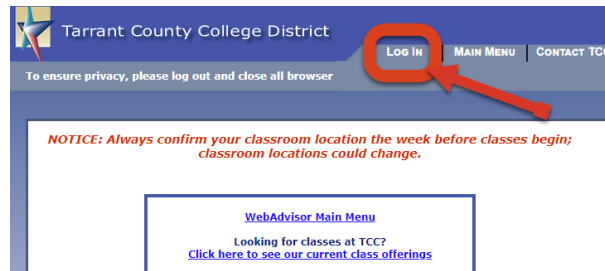 Tarrant County College District
LOG IN MAIN MENU CONTACT TCC
To ensure privacy, please log out and close all browser
NOTICE: Always confirm your classroom location the week before classes begin;
classroom locations could change.
WebAdvisor Main Menu
Looking for classes at TCC?
Click here to see our current class offerings